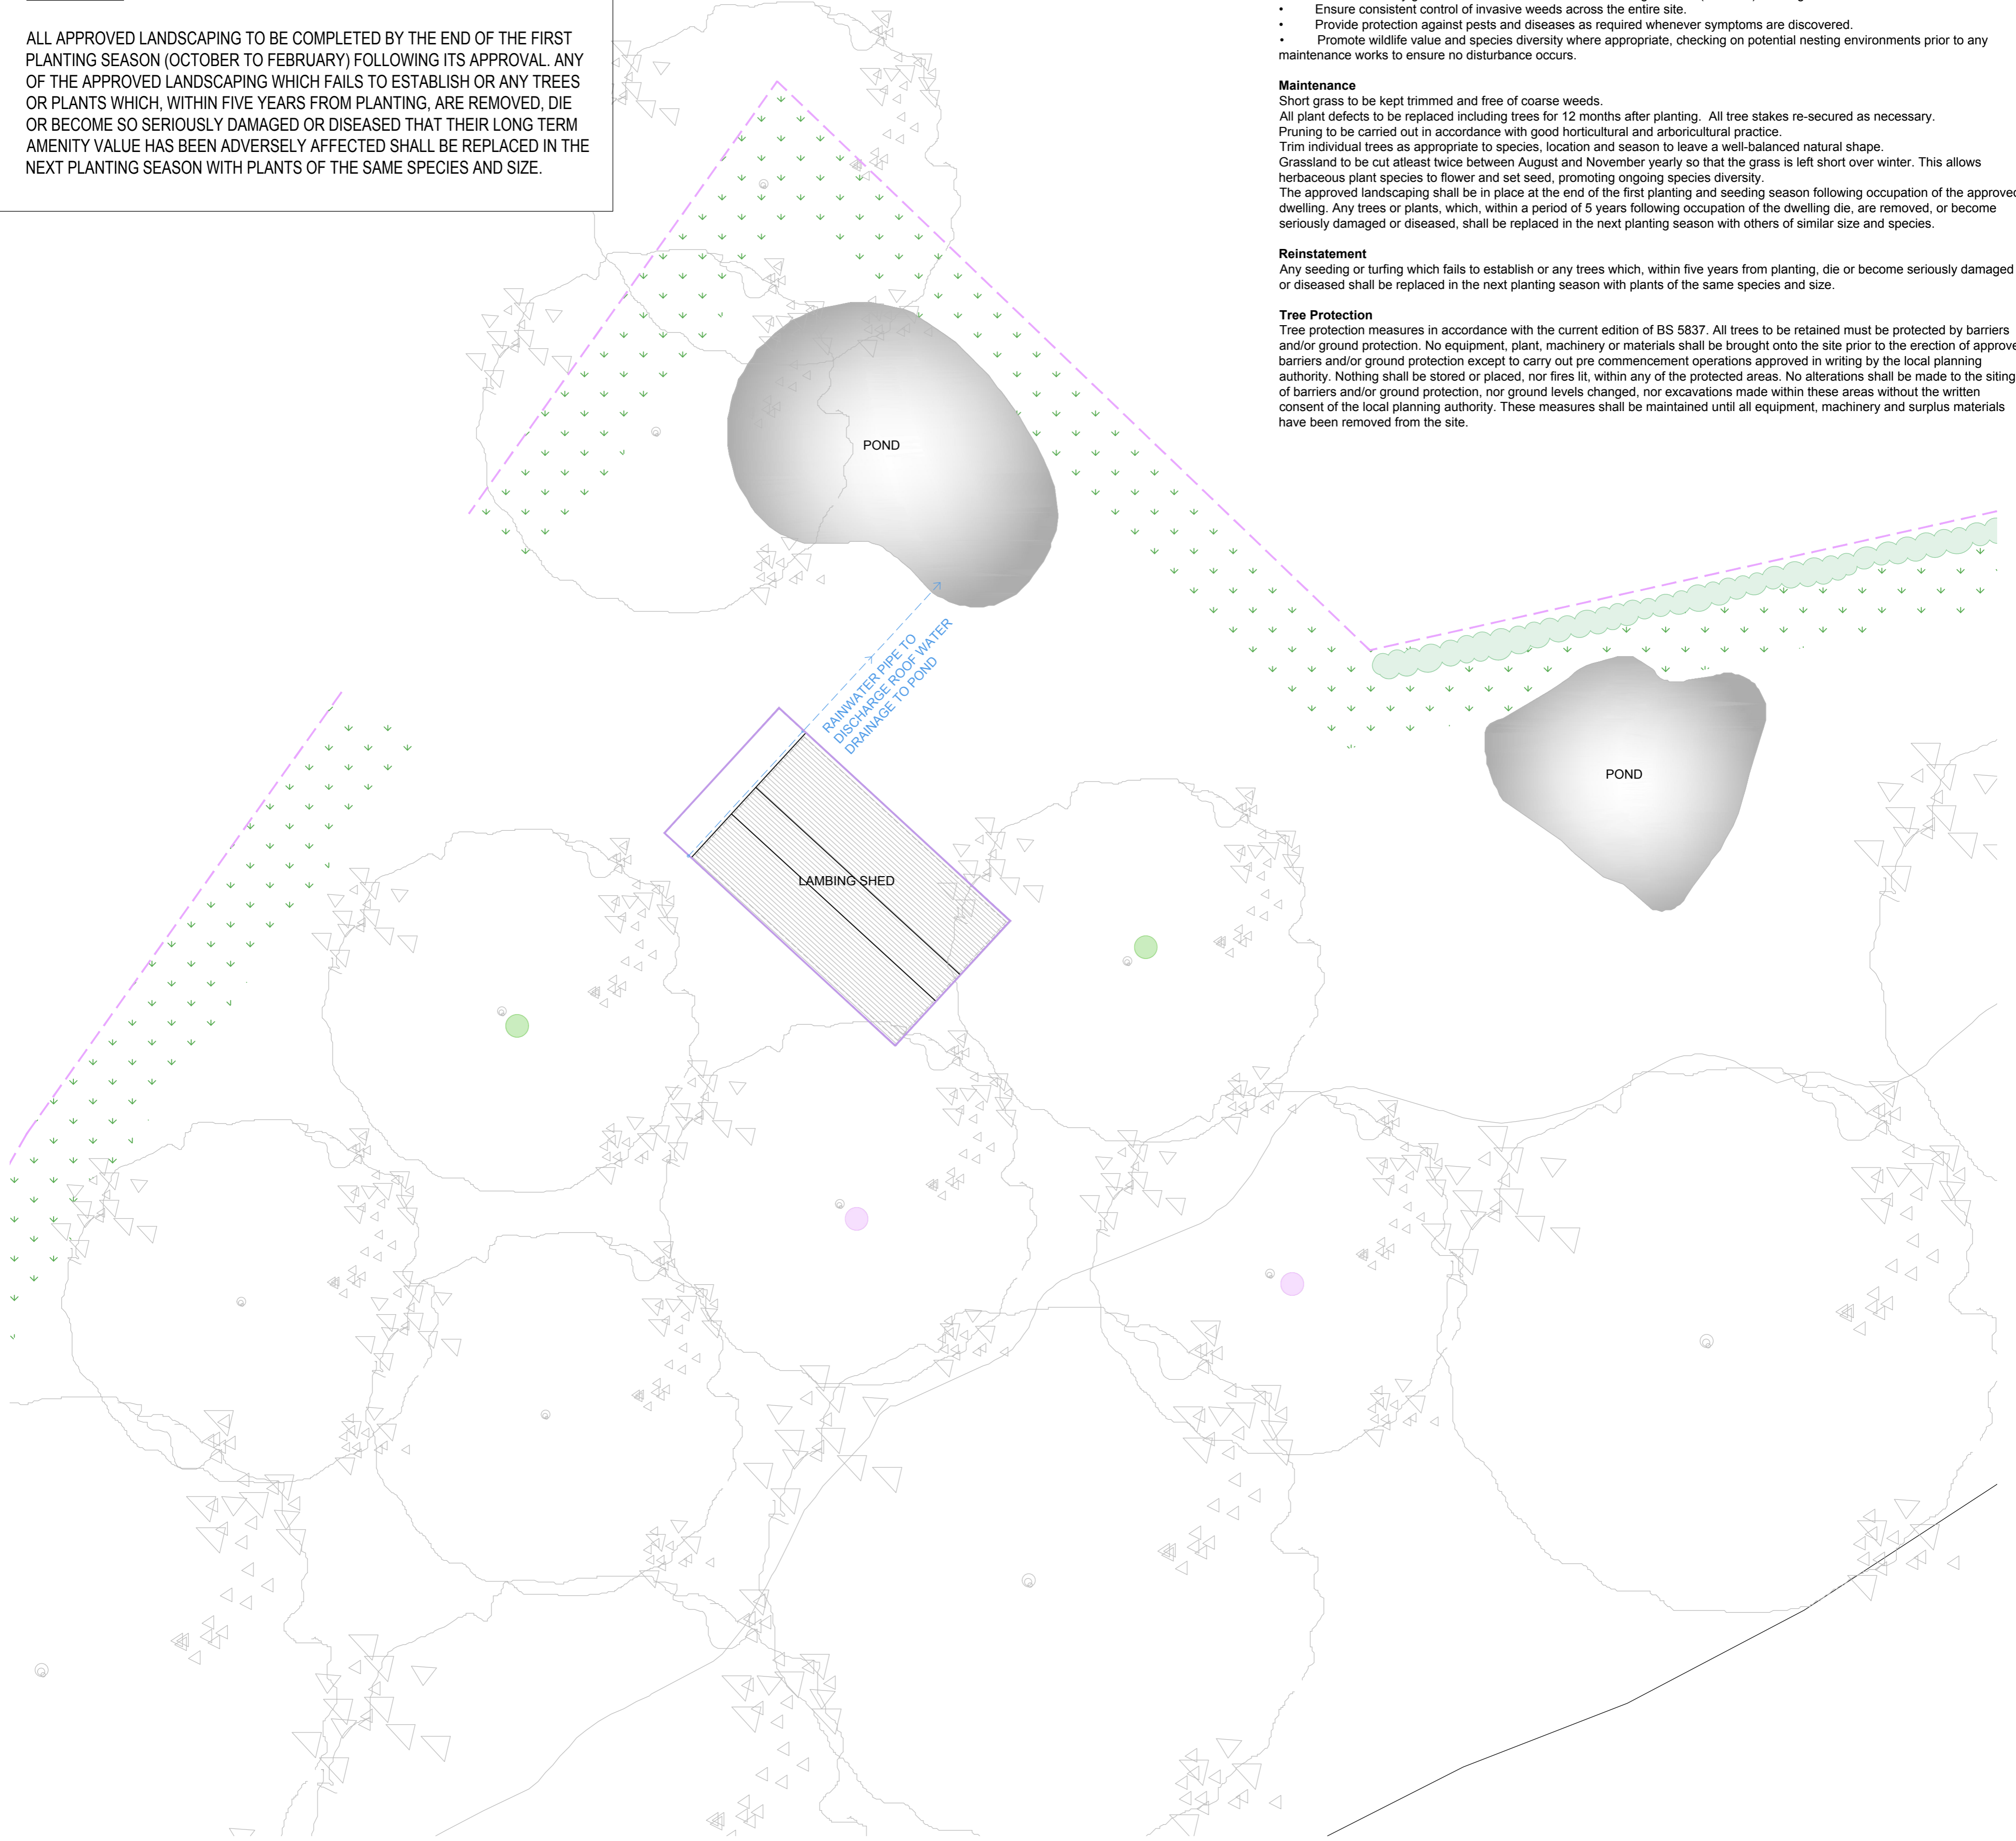 ALL APPROVED LANDSCAPING TO BE COMPLETED BY THE END OF THE FIRST
PLANTING SEASON (OCTOBER TO FEBRUARY) FOLLOWING ITS APPROVAL. ANY
OF THE APPROVED LANDSCAPING WHICH FAILS TO ESTABLISH OR ANY TREES
OR PLANTS WHICH, WITHIN FIVE YEARS FROM PLANTING, ARE REMOVED, DIE
OR BECOME SO SERIOUSLY DAMAGED OR DISEASED THAT THEIR LONG TERM
AMENITY VALUE HAS BEEN ADVERSELY AFFECTED SHALL BE REPLACED IN THE
NEXT PLANTING SEASON WITH PLANTS OF THE SAME SPECIES AND SIZE.
• Ensure consistent control of invasive weeds across the entire site.
• Provide protection against pests and diseases as required whenever symptoms are discovered.
• Promote wildlife value and species diversity where appropriate, checking on potential nesting environments prior to any
maintenance works to ensure no disturbance occurs.
Maintenance
Short grass to be kept trimmed and free of coarse weeds.
All plant defects to be replaced including trees for 12 months after planting. All tree stakes re-secured as necessary.
Pruning to be carried out in accordance with good horticultural and arboricultural practice.
Trim individual trees as appropriate to species, location and season to leave a well-balanced natural shape.
Grassland to be cut atleast twice between August and November yearly so that the grass is left short over winter. This allows
herbaceous plant species to flower and set seed, promoting ongoing species diversity.
The approved landscaping shall be in place at the end of the first planting and seeding season following occupation of the approved
dwelling. Any trees or plants, which, within a period of 5 years following occupation of the dwelling die, are removed, or become
seriously damaged or diseased, shall be replaced in the next planting season with others of similar size and species.
Reinstatement
Any seeding or turfing which fails to establish or any trees which, within five years from planting, die or become seriously damaged
or diseased shall be replaced in the next planting season with plants of the same species and size.
Tree Protection
Tree protection measures in accordance with the current edition of BS 5837. All trees to be retained must be protected by barriers
and/or ground protection. No equipment, plant, machinery or materials shall be brought onto the site prior to the erection of approve
barriers and/or ground protection except to carry out pre commencement operations approved in writing by the local planning
authority. Nothing shall be stored or placed, nor fires lit, within any of the protected areas. No alterations shall be made to the siting
of barriers and/or ground protection, nor ground levels changed, nor excavations made within these areas without the written
consent of the local planning authority. These measures shall be maintained until all equipment, machinery and surplus materials
have been removed from the site.
POND
RAINWATER PIPE TO
DISCHARGE ROOF WATER
DRAINAGE TO POND
POND
LAMBING SHED